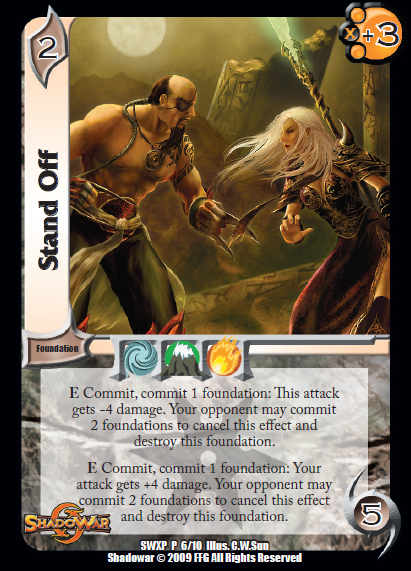 2
X +3
Stand Off
Foundation
E Commit, commit 1 foundation: This attack
gets -4 damage. Your opponent may commit
2 foundations to cancel this effect and
destroy this foundation.
E Commit, commit 1 foundation: Your
attack gets +4 damage. Your opponent may
commit 2 foundations to cancel this effect
and destroy this foundation.
5
SHADOWAR
SWXP P 6/10 Illus. C.W.Sun
Shadowar © 2009 FFG All Rights Reserved